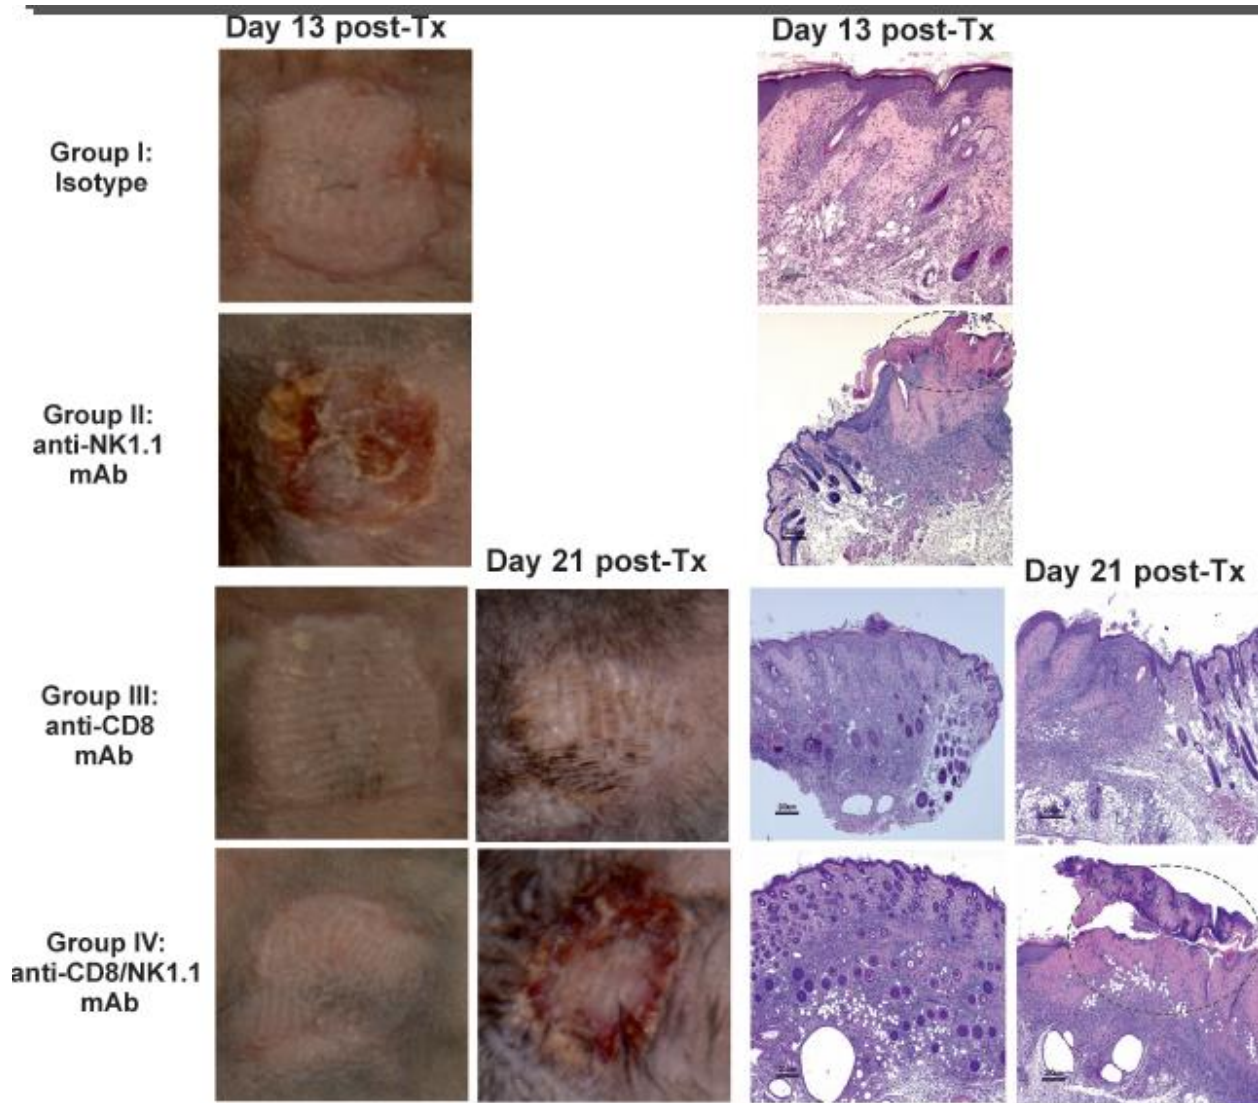 Day 13 post-Tx
Day 13 post-Tx
Group I:
Isotype
Group II:
anti-NK1.1
mAb
Day 21 post-Tx
Day 21 post-Tx
Group III:
anti-CD8
mAb
Group IV:
anti-CD8/NK1.1
mAb